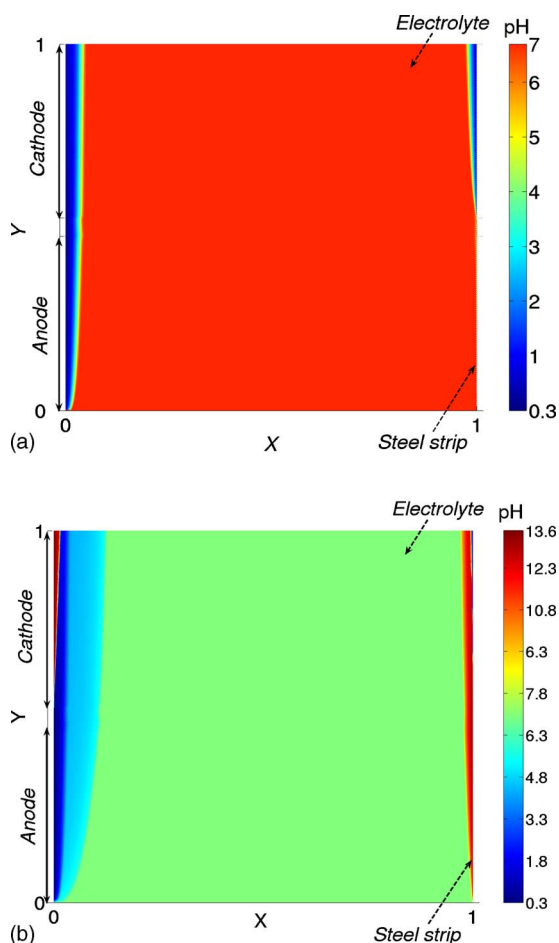 Electrolyte
pH
1
7
6
5
4
3
2
1
0.3
Cathode
Y
Anode
0
0
1
X
Steel strip
(a)
Electrolyte
pH
1
13.6
12.3
10.8
7.8
6.3
6.3
4.8
3.3
1.8
0.3
Cathode
Y
Anode
0
0
1
X
Steel strip
(b)